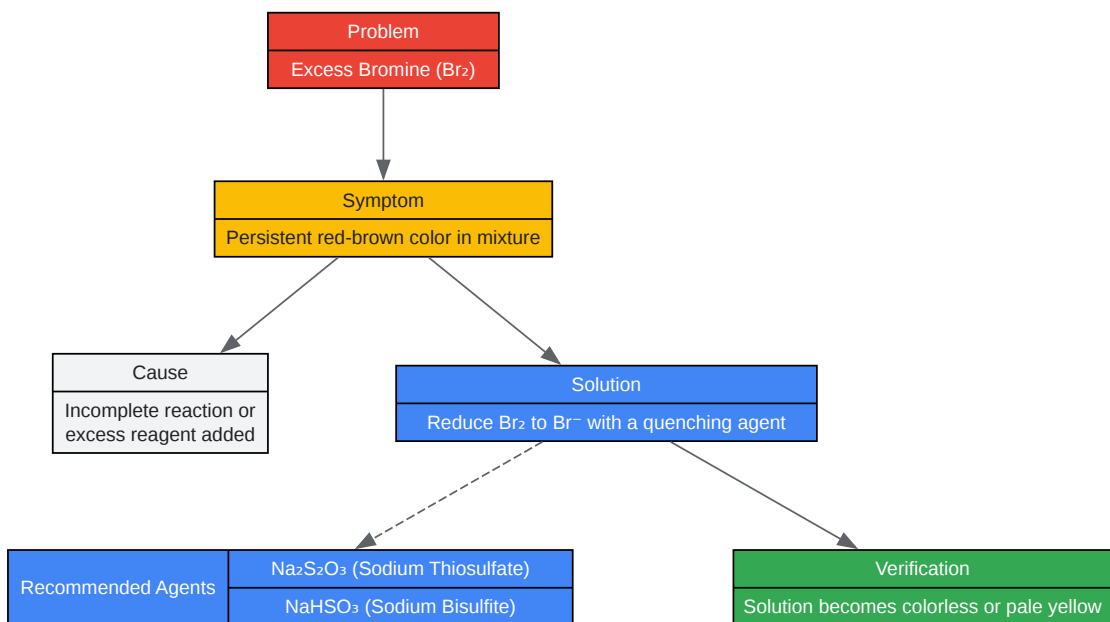 Problem
Excess Bromine (Br₂)
Symptom
Persistent red-brown color in mixture
Cause
Incomplete reaction or
excess reagent added
Solution
Reduce Br₂ to Br⁻ with a quenching agent
Recommended Agents
Na₂S₂O₃ (Sodium Thiosulfate)
NaHSO₃ (Sodium Bisulfite)
Verification
Solution becomes colorless or pale yellow